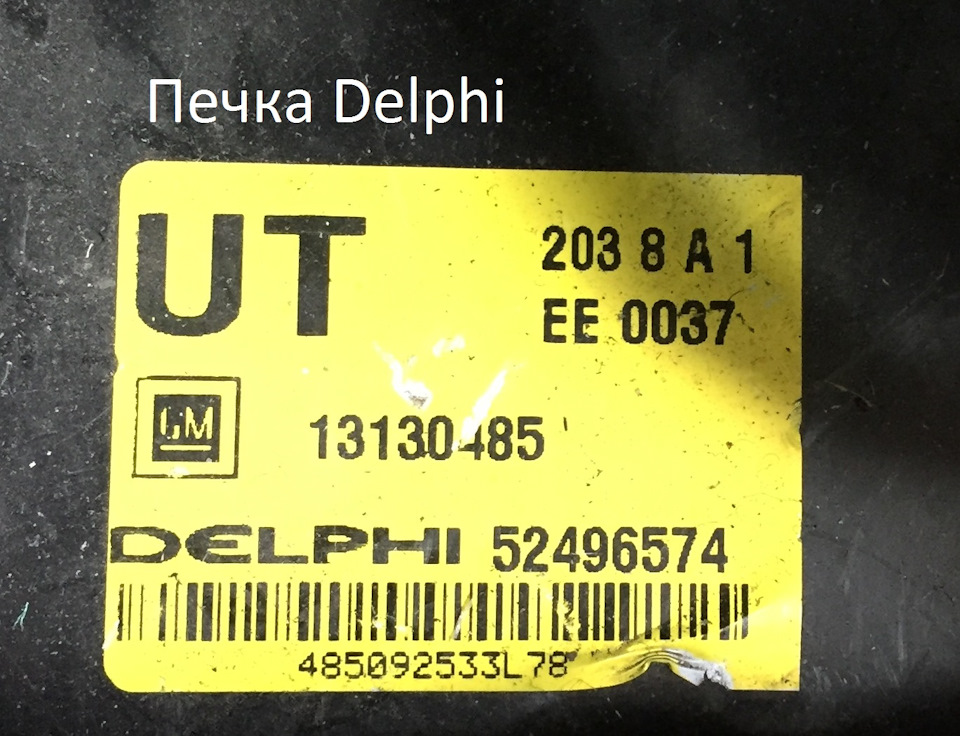 Печка Delphi
UT
203 8 A 1
EE 0037
GM
13130485
DELPHI 52496574
485092533L78